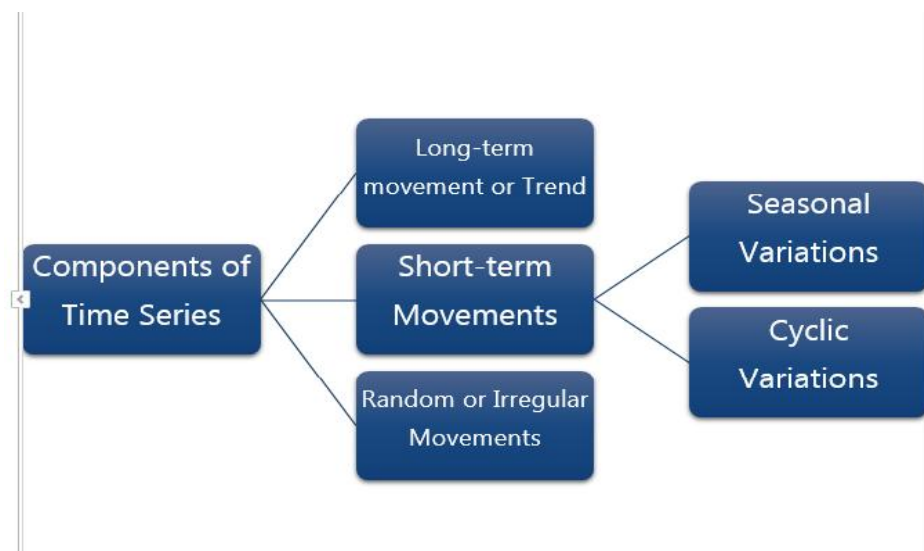 Components of
Time Series
Long-term
movement or Trend
Short-term
Movements
Random or Irregular
Movements
Seasonal
Variations
Cyclic
Variations